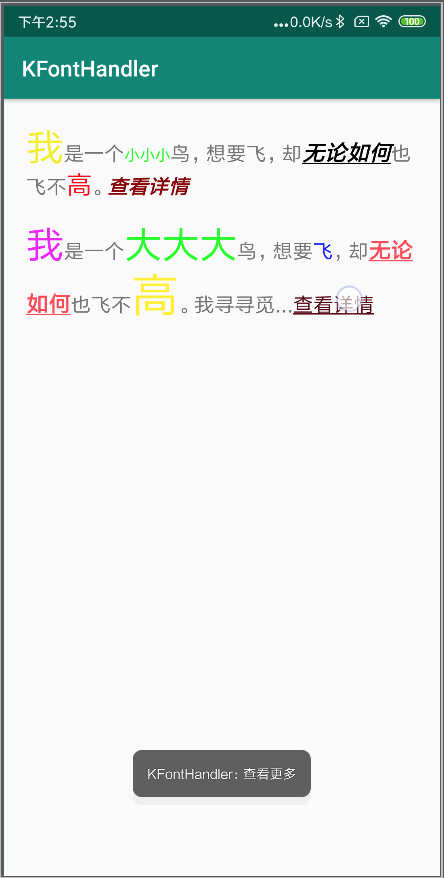 下午2:55 ...0.0K/s 100
KFontHandler
我是一个小小小鸟，想要飞，却无论如何也
飞不高。查看详情
我是一个大大大鸟，想要飞，却无论
如何也飞不高。我寻寻觅...查看详情
KFontHandler: 查看更多